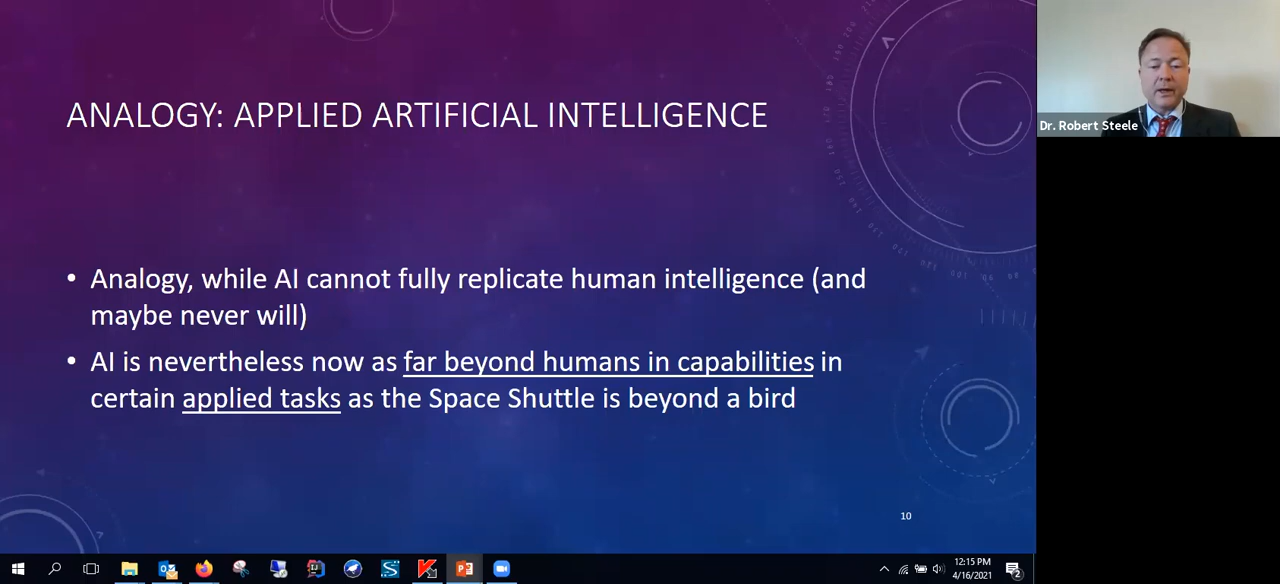 ANALOGY: APPLIED ARTIFICIAL INTELLIGENCE
• Analogy, while AI cannot fully replicate human intelligence (and
maybe never will)
• AI is nevertheless now as far beyond humans in capabilities in
certain applied tasks as the Space Shuttle is beyond a bird
10
Dr. Robert Steele
12:15 PM
4/16/2021
2